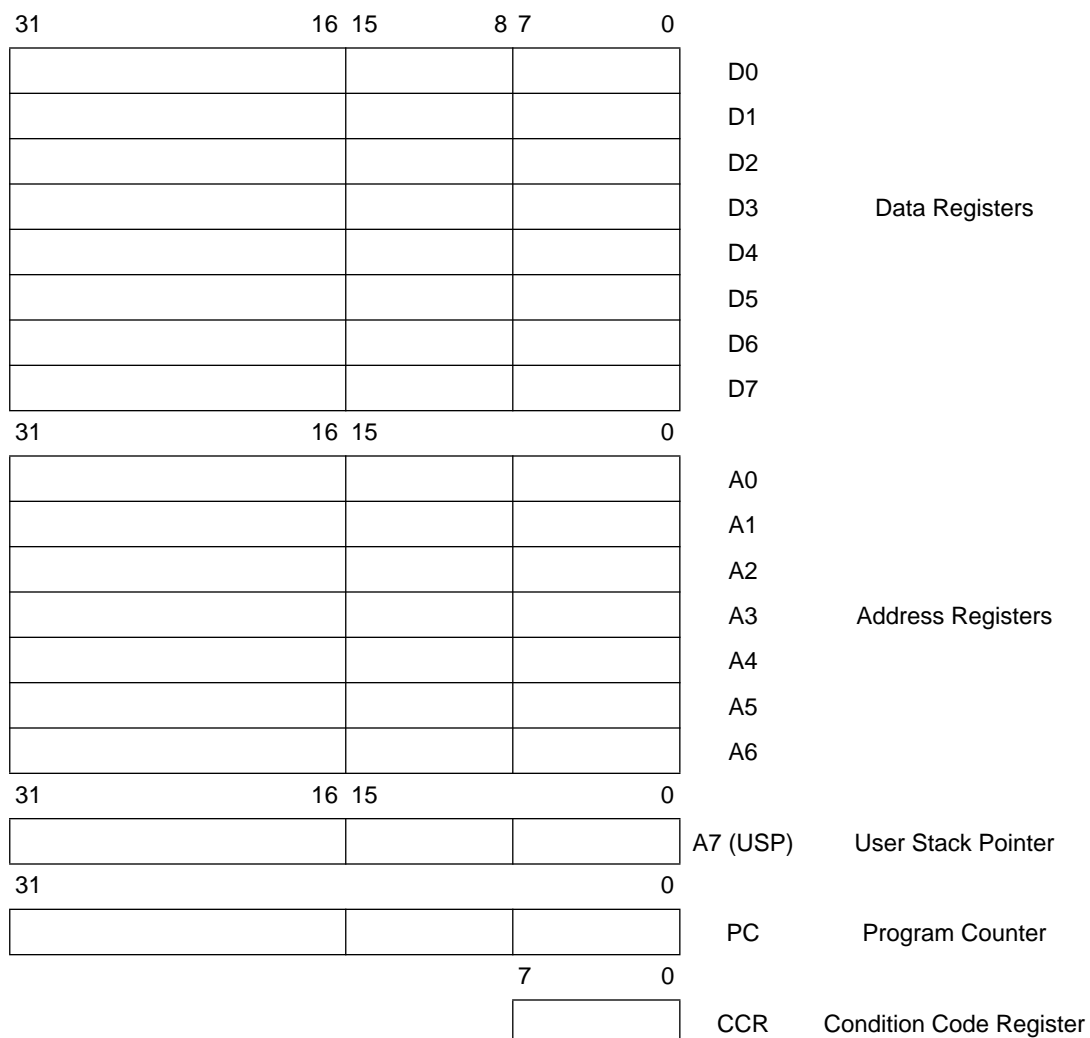 31 16 15 8 7 0
D0
D1
D2
D3 Data Registers
D4
D5
D6
D7
31 16 15 0
A0
A1
A2
A3 Address Registers
A4
A5
A6
31 16 15 0
A7 (USP) User Stack Pointer
31 0
PC Program Counter
7 0
CCR Condition Code Register